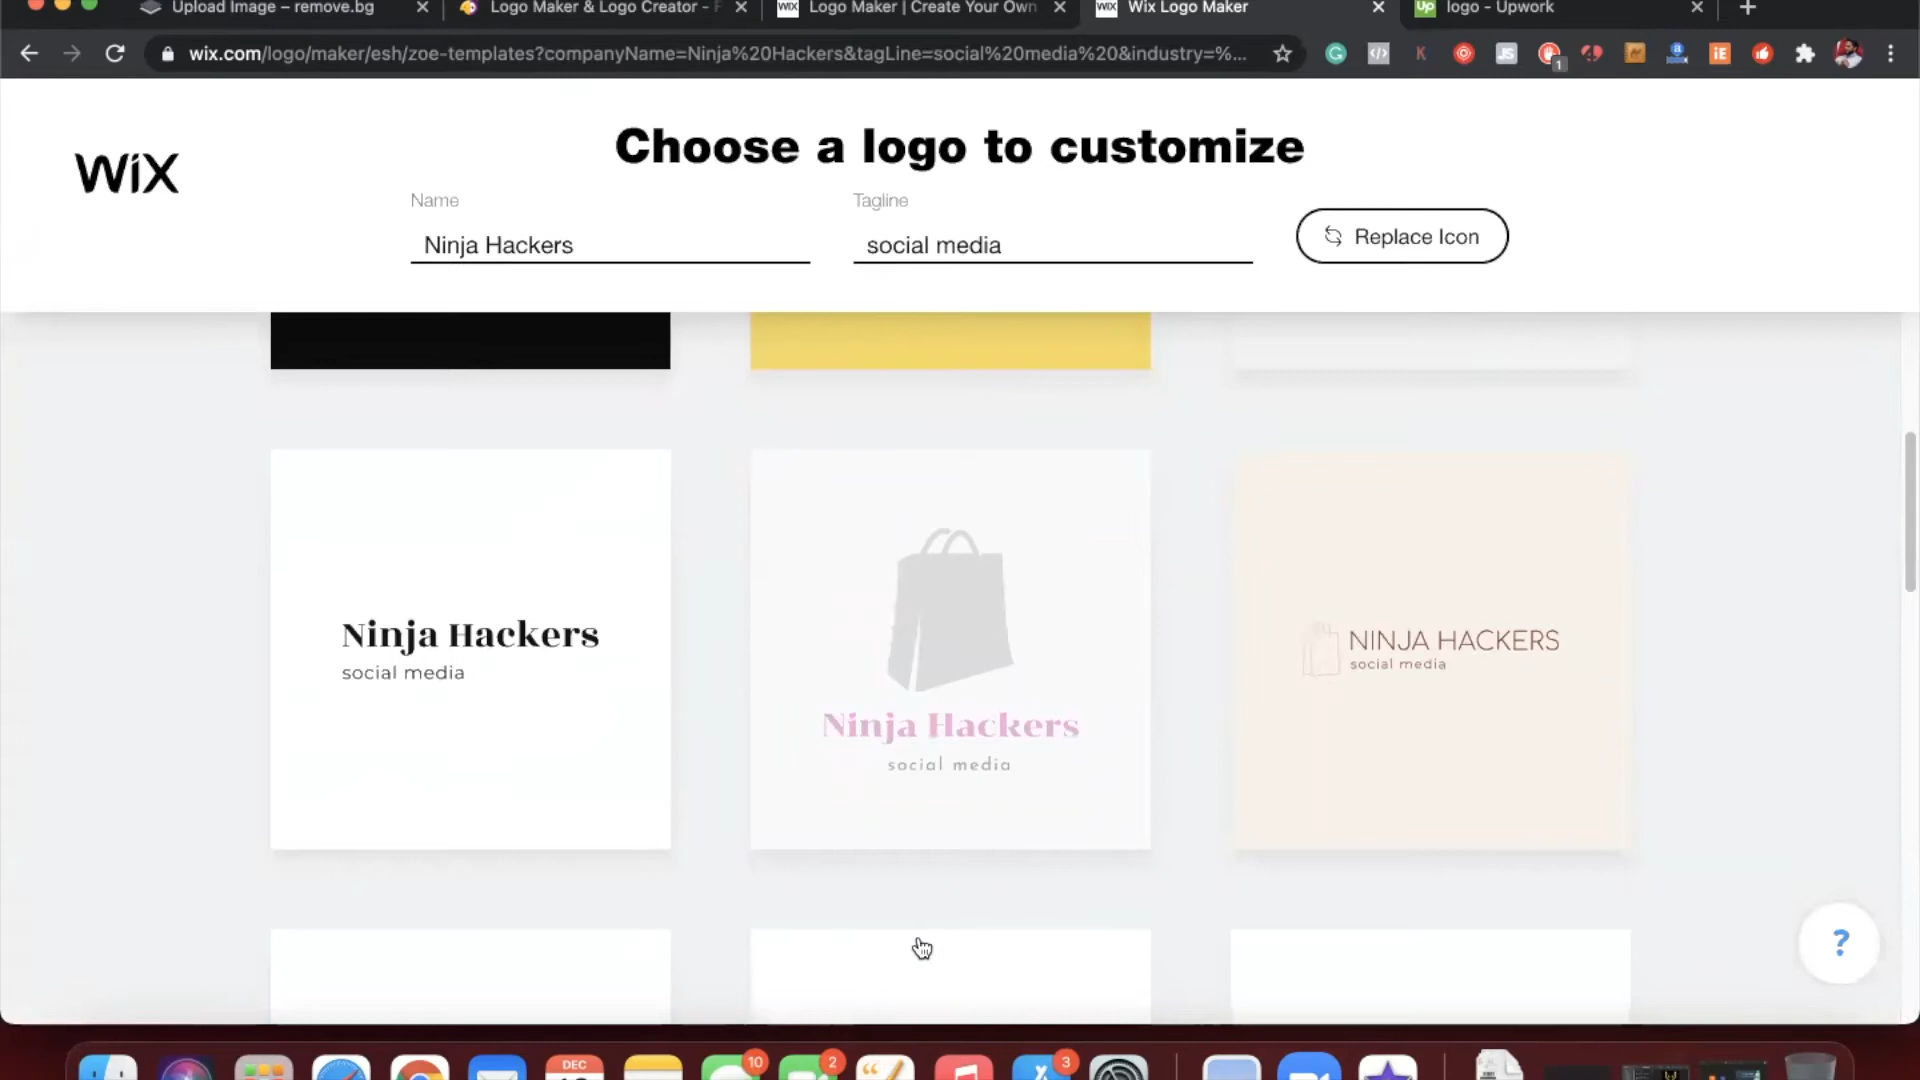 Upload Image – remove.bg
Logo Maker & Logo Creator - F
Logo Maker | Create Your Own
Wix Logo Maker
logo - Upwork
wix.com/logo/maker/esh/zoe-templates?companyName=Ninja%20Hackers&tagLine=social%20media%20&industry=%...
WiX
Choose a logo to customize
Name
Ninja Hackers
Tagline
social media
Replace Icon
Ninja Hackers
social media
Ninja Hackers
social media
NINJA HACKERS
social media
?
DEC
10
2
3